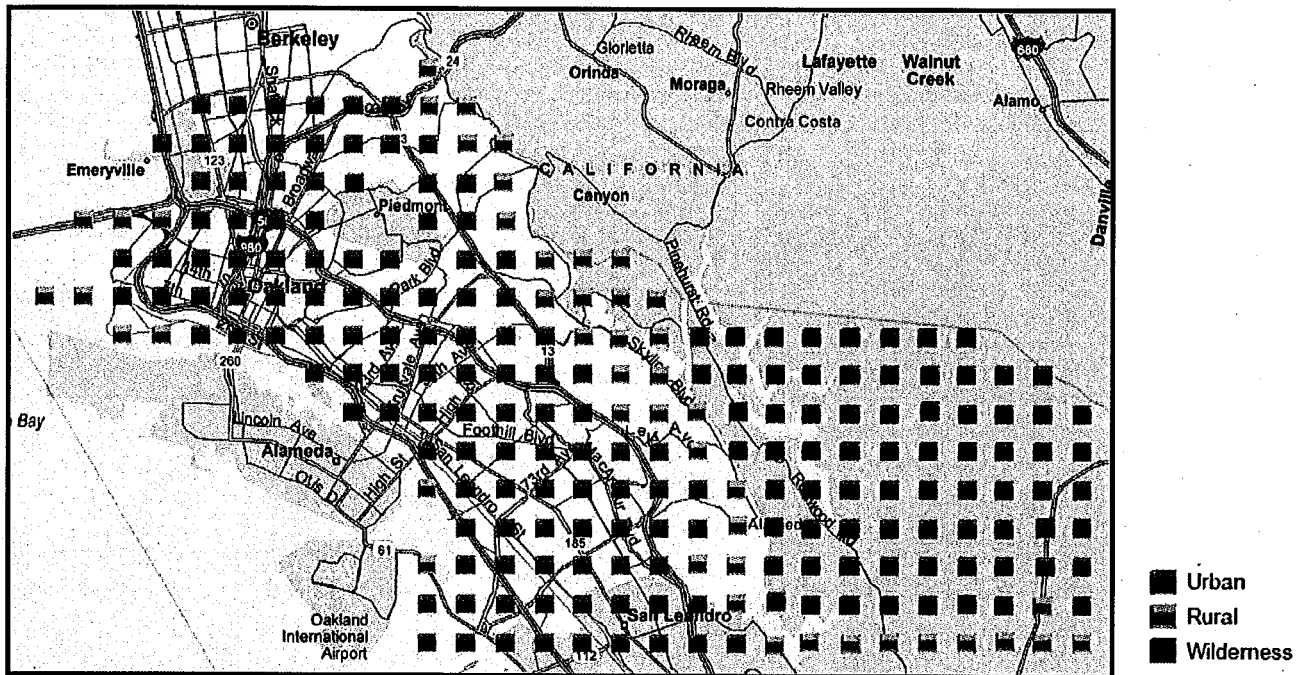 Berkeley
24
Glorietta
Orinda
Rheem Blvd
Lafayette
Walnut
Creek
680
Moraga
Rheem Valley
Alamo
Contra Costa
Emeryville
123
CALIFORNIA
Canyon
Danville
Piedmont
980
Park Blvd
14th
Oakland
Pinehurst Rd
260
13
Skyline Blvd
Lincoln Ave
Alameda
Otis Dr
High St
High
Foothill Blvd
San Leandro St
73rd Ave
Redwood Rd
61
185
Oakland
International
Airport
San Leandro
112
Bay
Urban
Rural
Wilderness